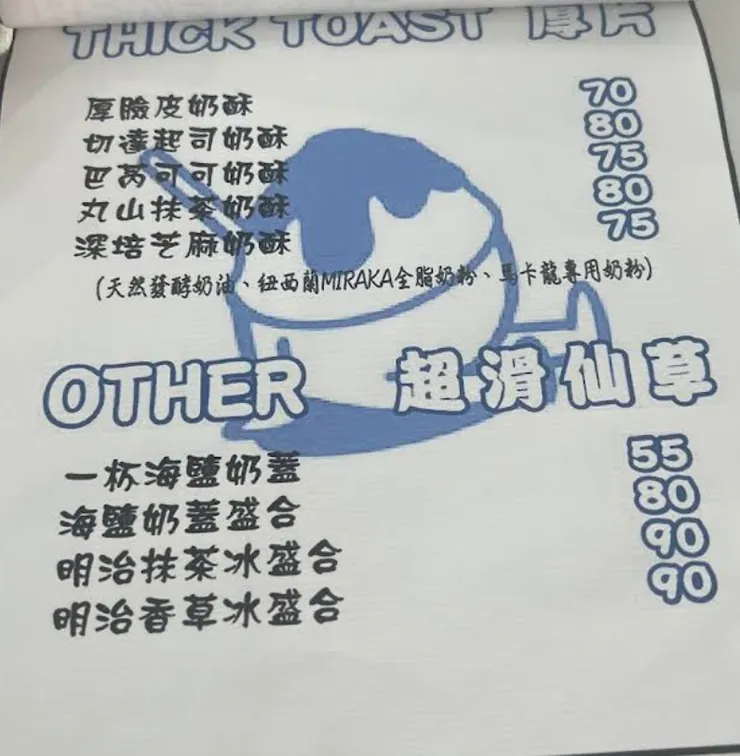 THICK TOAST 厚片
厚臉皮奶酥 70
切達起司奶酥 80
巴芮可可奶酥 75
丸山抹茶奶酥 80
深培芝麻奶酥 75
(天然發酵奶油、紐西蘭MIRAKA全脂奶粉、馬卡龍專用奶粉)
OTHER 超滑仙草
一杯海鹽奶蓋 55
海鹽奶蓋盛合 80
明治抹茶冰盛合 90
明治香草冰盛合 90